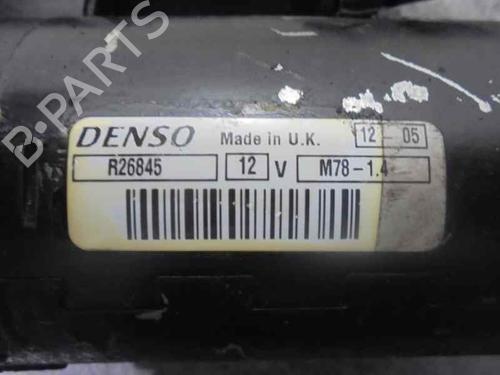 B-PARTS
DENSO Made in U.K. 12-05
R26845 12 V M78-1.4